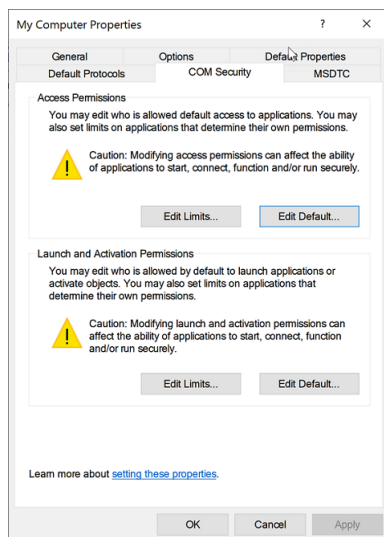 My Computer Properties
General Options Default Properties
Default Protocols COM Security MSDTC
Access Permissions
You may edit who is allowed default access to applications. You may
also set limits on applications that determine their own permissions.
Caution: Modifying access permissions can affect the ability
of applications to start, connect, function and/or run securely.
Edit Limits... Edit Default...
Launch and Activation Permissions
You may edit who is allowed by default to launch applications or
activate objects. You may also set limits on applications that
determine their own permissions.
Caution: Modifying launch and activation permissions can
affect the ability of applications to start, connect, function
and/or run securely.
Edit Limits... Edit Default...
Learn more about setting these properties.
OK Cancel Apply